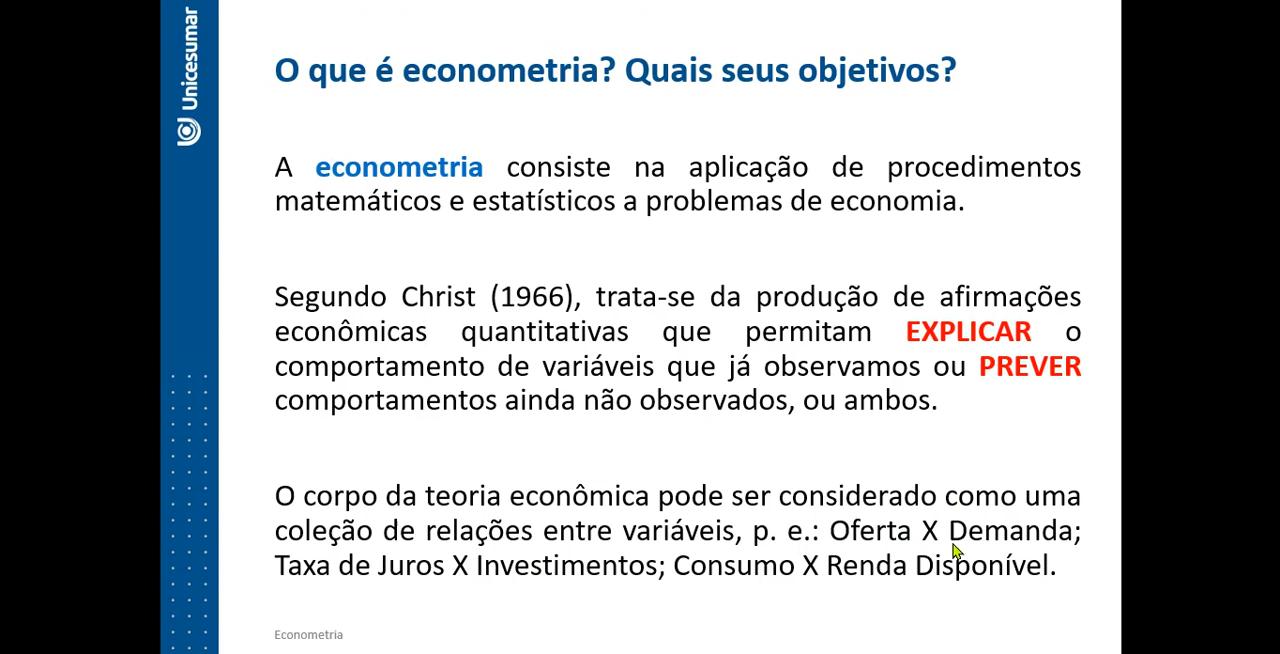 Unicesumar
O que é econometria? Quais seus objetivos?
A econometria consiste na aplicação de procedimentos
matemáticos e estatísticos a problemas de economia.
Segundo Christ (1966), trata-se da produção de afirmações
econômicas quantitativas que permitam EXPLICAR o
comportamento de variáveis que já observamos ou PREVER
comportamentos ainda não observados, ou ambos.
O corpo da teoria econômica pode ser considerado como uma
coleção de relações entre variáveis, p. e.: Oferta X Demanda;
Taxa de Juros X Investimentos; Consumo X Renda Disponível.
Econometria